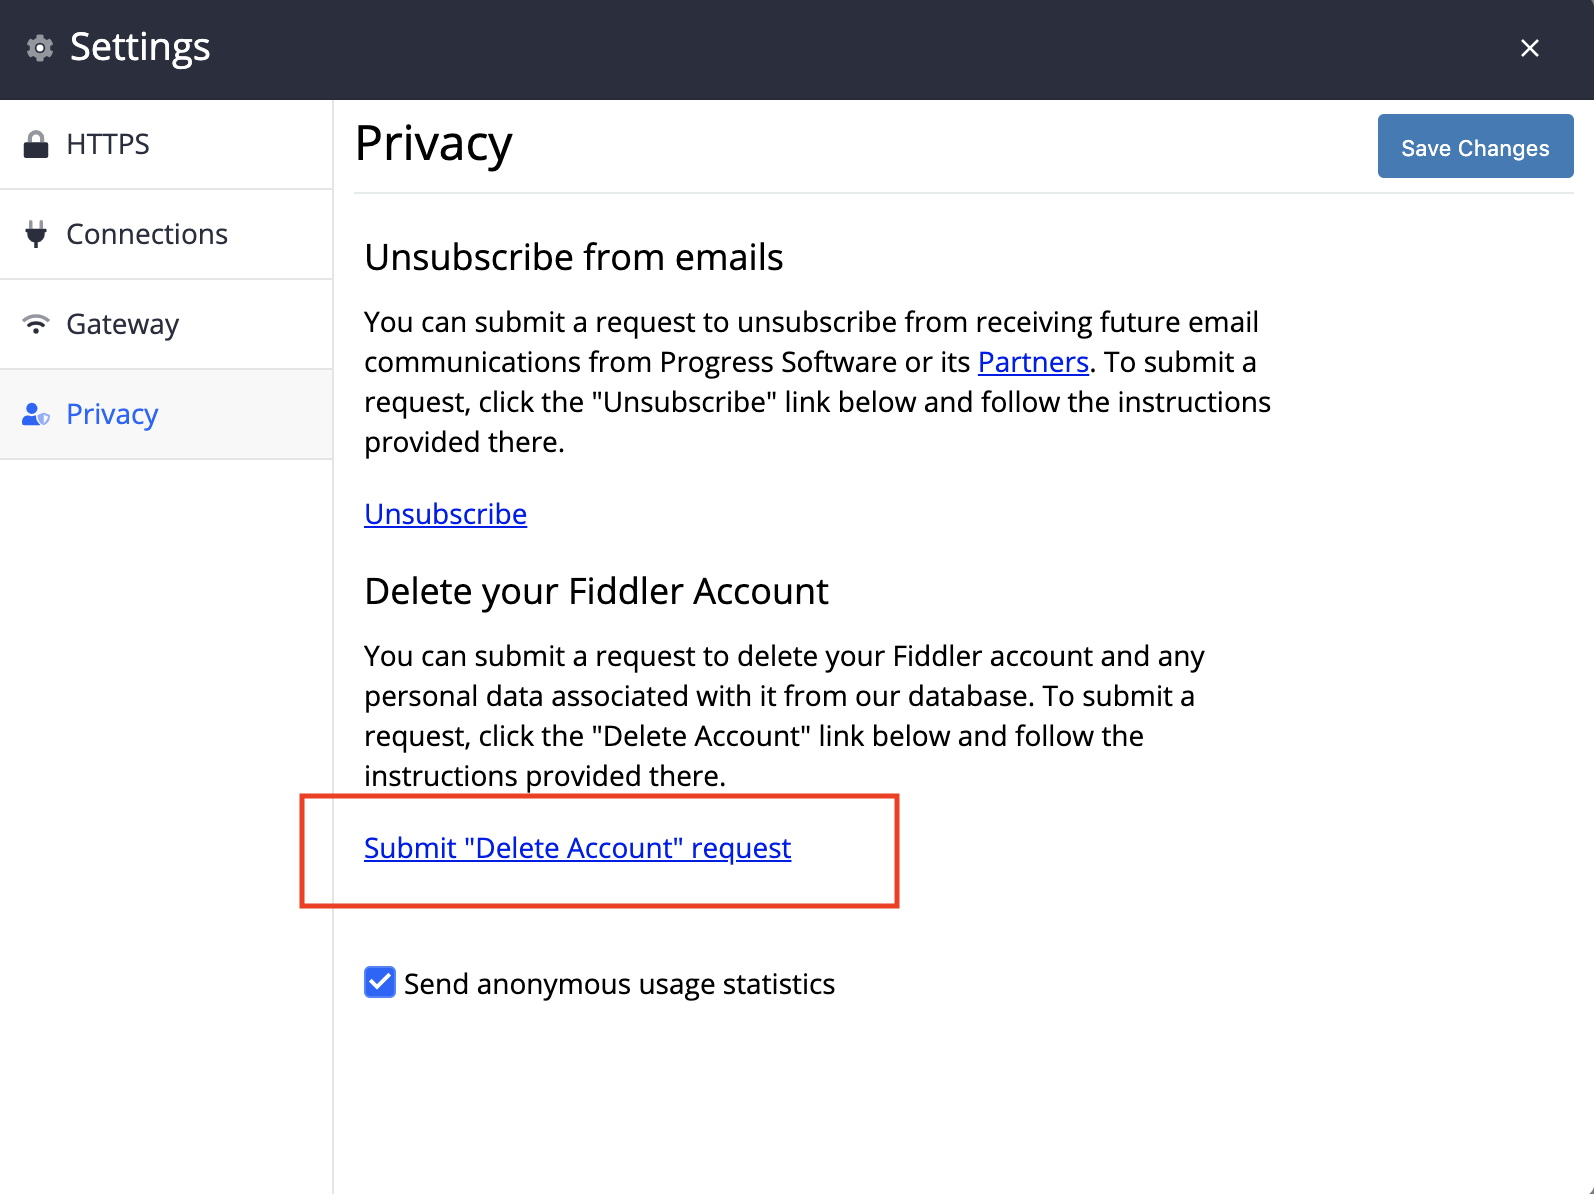 Settings
HTTPS
Connections
Gateway
Privacy
Privacy
Save Changes
Unsubscribe from emails
You can submit a request to unsubscribe from receiving future email
communications from Progress Software or its Partners. To submit a
request, click the "Unsubscribe" link below and follow the instructions
provided there.
Unsubscribe
Delete your Fiddler Account
You can submit a request to delete your Fiddler account and any
personal data associated with it from our database. To submit a
request, click the "Delete Account" link below and follow the
instructions provided there.
Submit "Delete Account" request
Send anonymous usage statistics